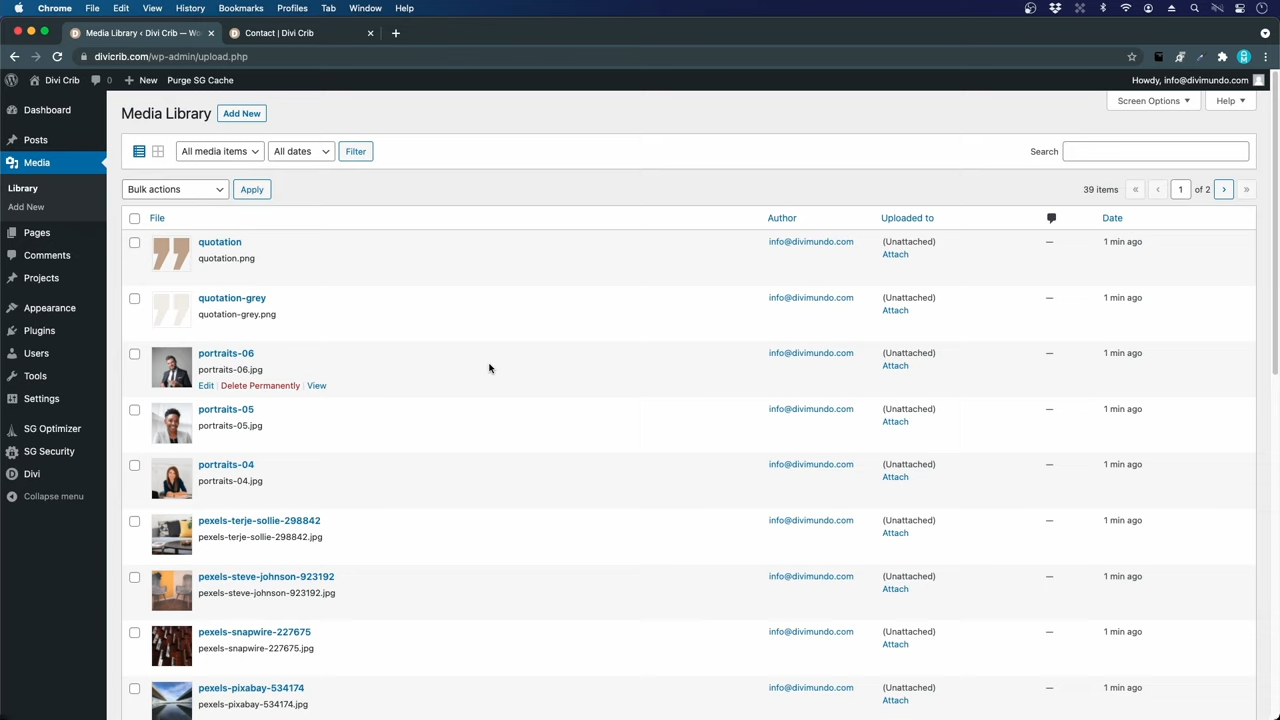 Chrome File Edit View History Bookmarks Profiles Tab Window Help
Media Library ‹ Divi Crib — Wo
Contact | Divi Crib
divicrib.com/wp-admin/upload.php
Divi Crib 0 New Purge SG Cache Howdy, info@divimundo.com
Dashboard
Posts
Media
Library
Add New
Pages
Comments
Projects
Appearance
Plugins
Users
Tools
Settings
SG Optimizer
SG Security
Divi
Collapse menu
Screen Options Help
Media Library Add New
All media items All dates Filter Search
Bulk actions Apply 39 items « ‹ 1 of 2 › »
File Author Uploaded to Date
quotation info@divimundo.com (Unattached) — 1 min ago
quotation.png Attach
quotation-grey info@divimundo.com (Unattached) — 1 min ago
quotation-grey.png Attach
portraits-06 info@divimundo.com (Unattached) — 1 min ago
portraits-06.jpg Attach
Edit | Delete Permanently | View
portraits-05 info@divimundo.com (Unattached) — 1 min ago
portraits-05.jpg Attach
portraits-04 info@divimundo.com (Unattached) — 1 min ago
portraits-04.jpg Attach
pexels-terje-sollie-298842 info@divimundo.com (Unattached) — 1 min ago
pexels-terje-sollie-298842.jpg Attach
pexels-steve-johnson-923192 info@divimundo.com (Unattached) — 1 min ago
pexels-steve-johnson-923192.jpg Attach
pexels-snapwire-227675 info@divimundo.com (Unattached) — 1 min ago
pexels-snapwire-227675.jpg Attach
pexels-pixabay-534174 info@divimundo.com (Unattached) — 1 min ago
pexels-pixabay-534174.jpg Attach